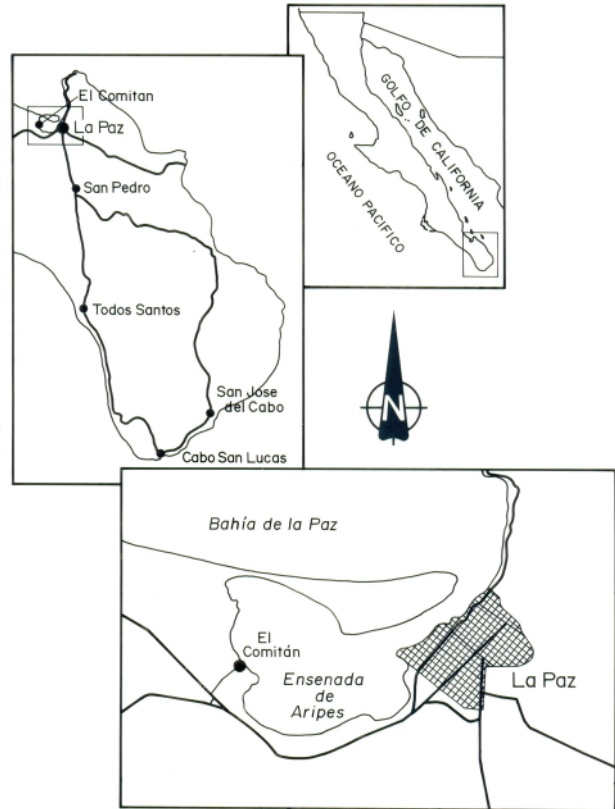 El Comitan
La Paz
San Pedro
Todos Santos
San Jose
del Cabo
Cabo San Lucas
GOLFO DE CALIFORNIA
OCEANO PACIFICO
N
Bahía de la Paz
El
Comitán
Ensenada
de
Aripes
La Paz